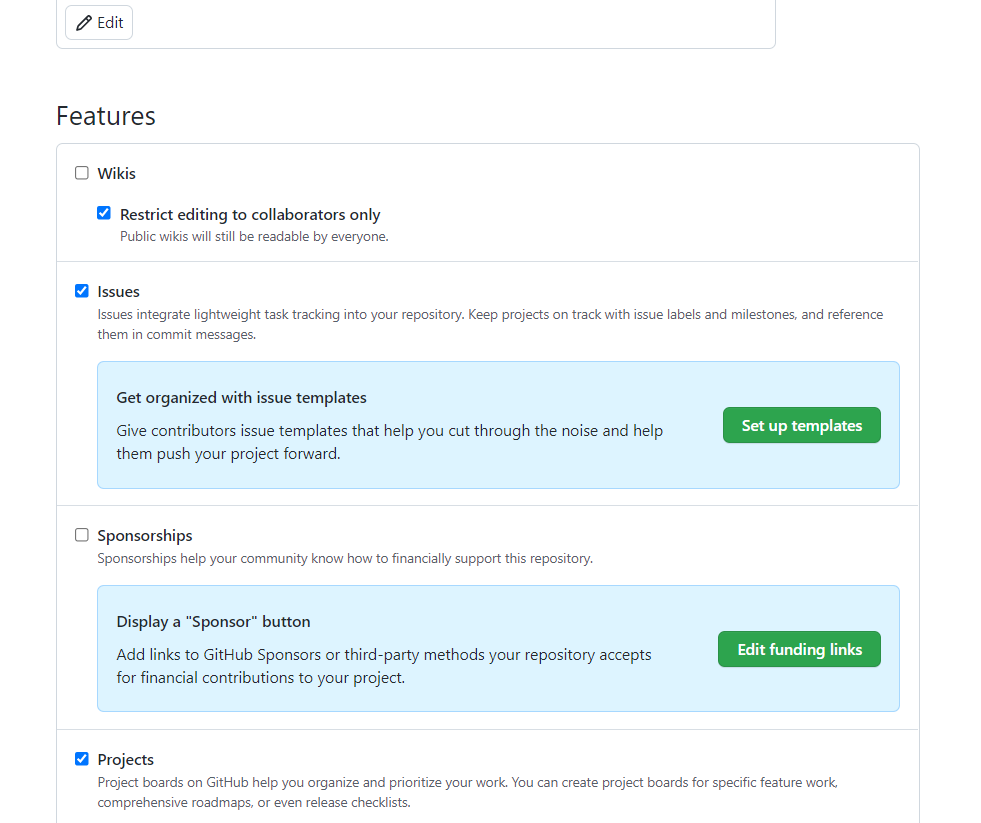 Edit
Features
Wikis
Restrict editing to collaborators only
Public wikis will still be readable by everyone.
Issues
Issues integrate lightweight task tracking into your repository. Keep projects on track with issue labels and milestones, and reference
them in commit messages.
Get organized with issue templates
Give contributors issue templates that help you cut through the noise and help
them push your project forward.
Set up templates
Sponsorships
Sponsorships help your community know how to financially support this repository.
Display a "Sponsor" button
Add links to GitHub Sponsors or third-party methods your repository accepts
for financial contributions to your project.
Edit funding links
Projects
Project boards on GitHub help you organize and prioritize your work. You can create project boards for specific feature work,
comprehensive roadmaps, or even release checklists.